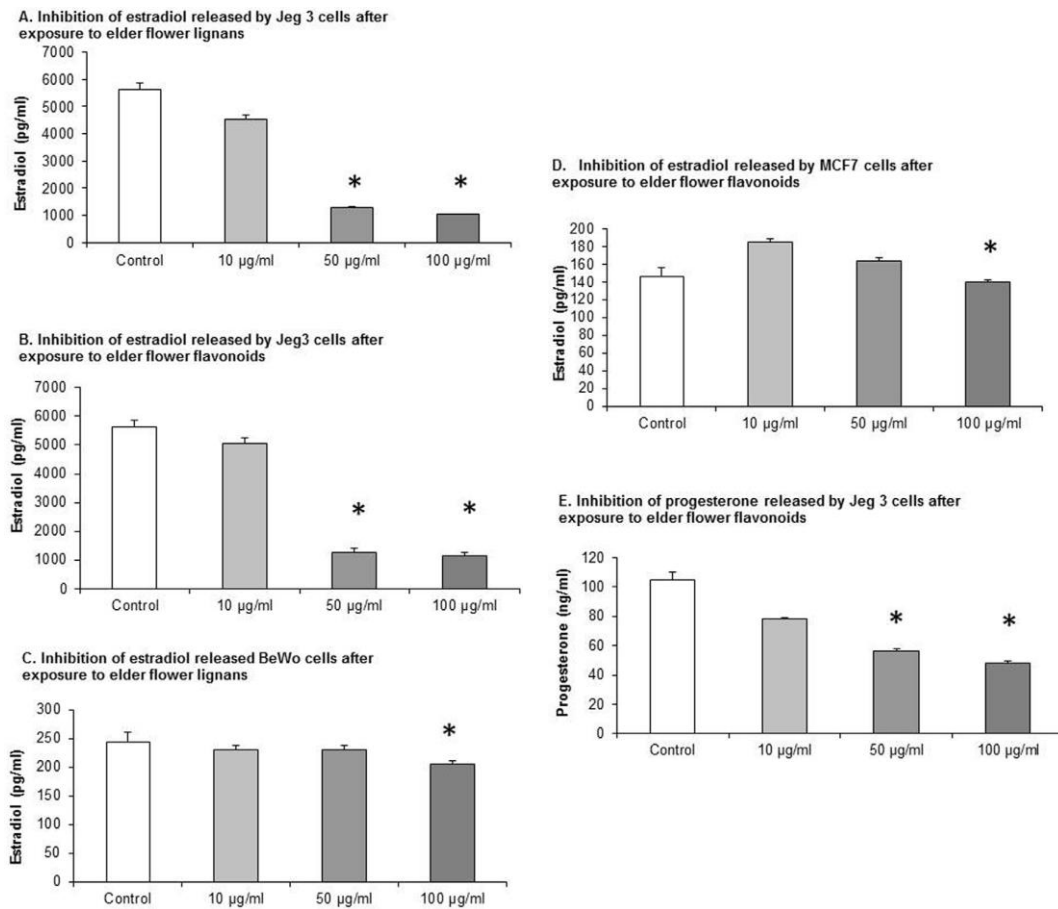 A. Inhibition of estradiol released by Jeg 3 cells after
exposure to elder flower lignans
7000
6000
5000
4000
3000
2000
1000
0
Estradiol (pg/ml)
*
*
Control
10 µg/ml
50 µg/ml
100 µg/ml
B. Inhibition of estradiol released by Jeg3 cells after
exposure to elder flower flavonoids
7000
6000
5000
4000
3000
2000
1000
0
Estradiol (pg/ml)
*
*
Control
10 µg/ml
50 µg/ml
100 µg/ml
C. Inhibition of estradiol released BeWo cells after
exposure to elder flower lignans
300
250
200
150
100
50
0
Estradiol (pg/ml)
*
Control
10 µg/ml
50 µg/ml
100 µg/ml
D. Inhibition of estradiol released by MCF7 cells after
exposure to elder flower flavonoids
200
180
160
140
120
100
80
60
40
20
0
Estradiol (pg/ml)
*
Control
10 µg/ml
50 µg/ml
100 µg/ml
E. Inhibition of progesterone released by Jeg 3 cells after
exposure to elder flower flavonoids
120
100
80
60
40
20
0
Progesterone (ng/ml)
*
*
Control
10 µg/ml
50 µg/ml
100 µg/ml